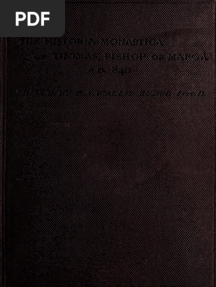 PDF
THE HISTORIA MONASTICA
OF THOMAS, BISHOP OF MARGA
A.D. 840